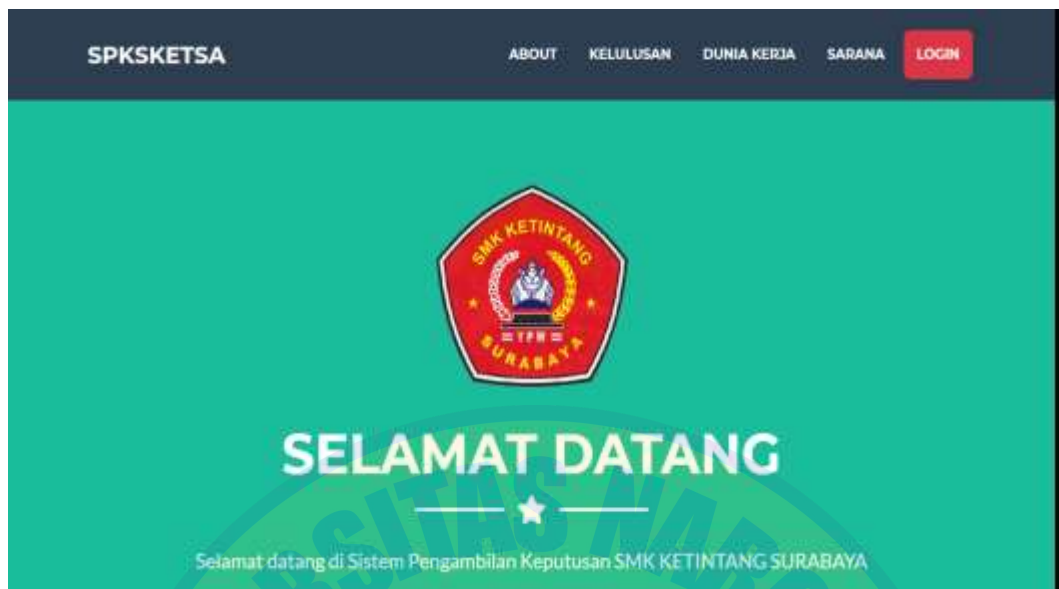 SPKSKETSA
ABOUT KELULUSAN DUNIA KERJA SARANA LOGIN
SMK KETINTANG
YPM
SURABAYA
SELAMAT DATANG
Selamat datang di Sistem Pengambilan Keputusan SMK KETINTANG SURABAYA